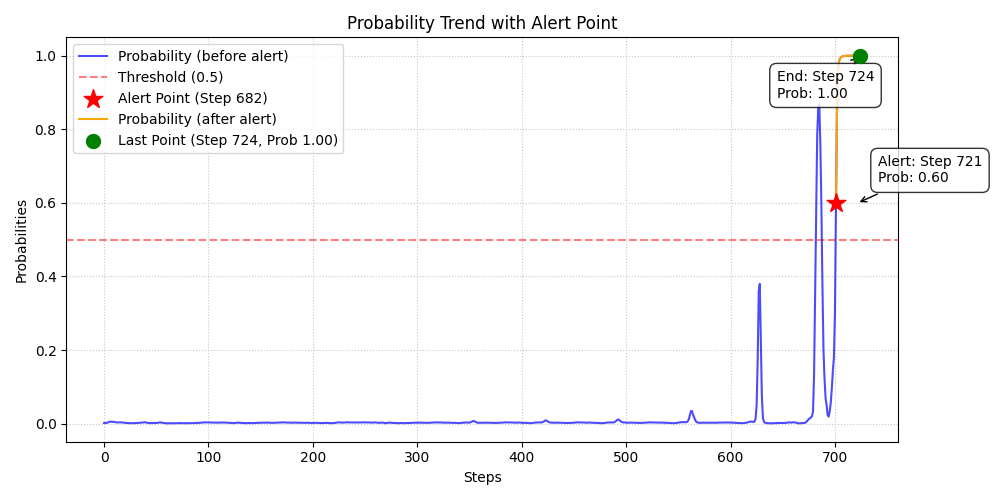 Probability Trend with Alert Point
Probability (before alert)
Threshold (0.5)
Alert Point (Step 682)
Probability (after alert)
Last Point (Step 724, Prob 1.00)
End: Step 724
Prob: 1.00
Alert: Step 721
Prob: 0.60
Probabilities
1.0
0.8
0.6
0.4
0.2
0.0
0 100 200 300 400 500 600 700
Steps